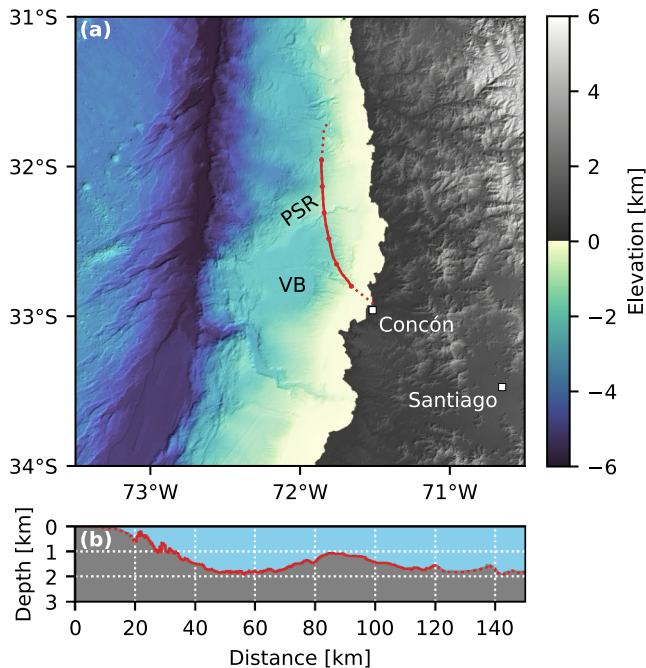 (a)
31°S
32°S
33°S
34°S
73°W
72°W
71°W
PSR
VB
Concón
Santiago
6
4
2
0
−2
−4
−6
Elevation [km]
(b)
0
1
2
3
Depth [km]
0
20
40
60
80
100
120
140
Distance [km]